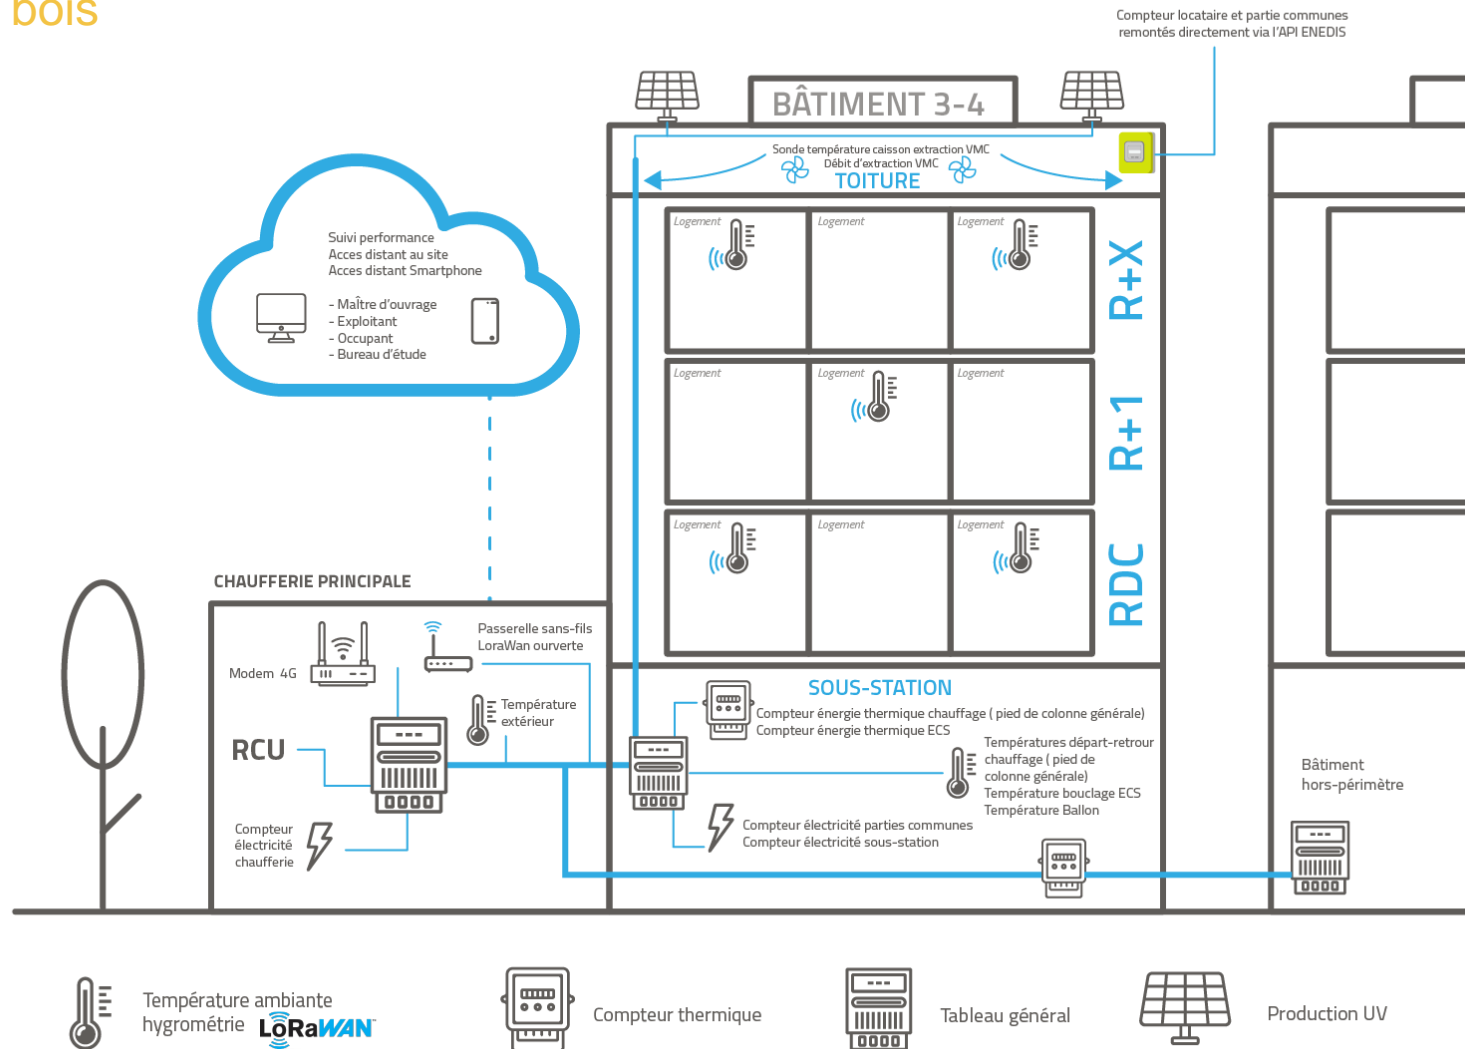 bois
Compteur locataire et partie communes
remontés directement via l'API ENEDIS
BÂTIMENT 3-4
Sonde température caisson extraction VMC
Débit d'extraction VMC
TOITURE
Suivi performance
Acces distant au site
Acces distant Smartphone
- Maître d'ouvrage
- Exploitant
- Occupant
- Bureau d'étude
Logement
Logement
Logement
R+X
Logement
Logement
Logement
R+1
Logement
Logement
Logement
RDC
CHAUFFERIE PRINCIPALE
Modem 4G
Passerelle sans-fils
LoraWan ourverte
Température
extérieur
RCU
Compteur
électricité
chaufferie
SOUS-STATION
Compteur énergie thermique chauffage ( pied de colonne générale)
Compteur énergie thermique ECS
Températures départ-retrour
chauffage ( pied de
colonne générale)
Température bouclage ECS
Température Ballon
Compteur électricité parties communes
Compteur électricité sous-station
Bâtiment
hors-périmètre
Température ambiante
hygrométrie LoRaWAN
Compteur thermique
Tableau général
Production UV